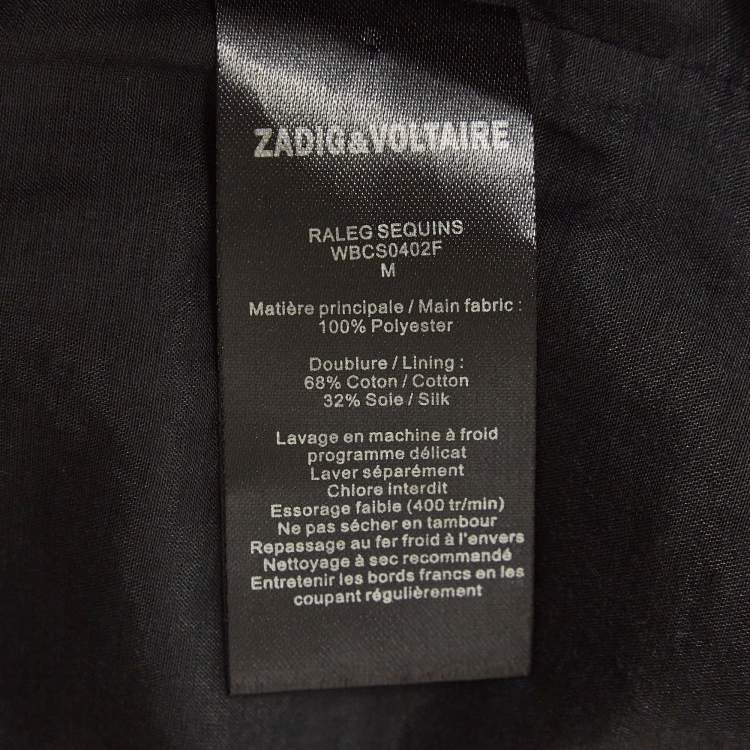 ZADIG&VOLTAIRE
RALEG SEQUINS
WBCS0402F
M
Matière principale / Main fabric :
100% Polyester
Doublure / Lining :
68% Coton / Cotton
32% Soie / Silk
Lavage en machine à froid
programme délicat
Laver séparément
Chlore interdit
Essorage faible (400 tr/min)
Ne pas sécher en tambour
Repassage au fer froid à l'envers
Nettoyage à sec recommandé
Entretenir les bords francs en les
coupant régulièrement